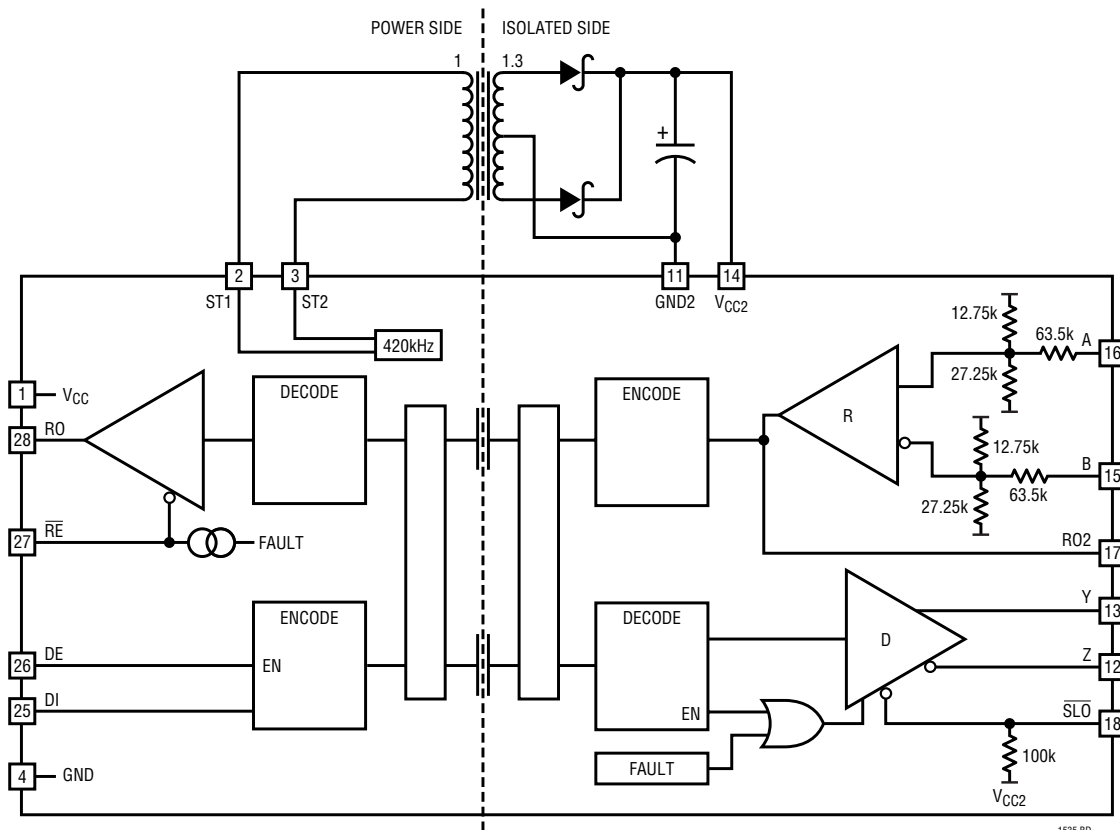 POWER SIDE
ISOLATED SIDE
1
1.3
+
2
3
11
14
ST1
ST2
GND2
VCC2
420kHz
12.75k
63.5k
A
16
27.25k
1
VCC
DECODE
ENCODE
R
28
RO
12.75k
B
15
63.5k
27.25k
27
RE
FAULT
RO2
17
ENCODE
DECODE
Y
13
D
26
DE
EN
Z
12
25
DI
EN
SLO
18
4
GND
FAULT
100k
VCC2
1535 BD